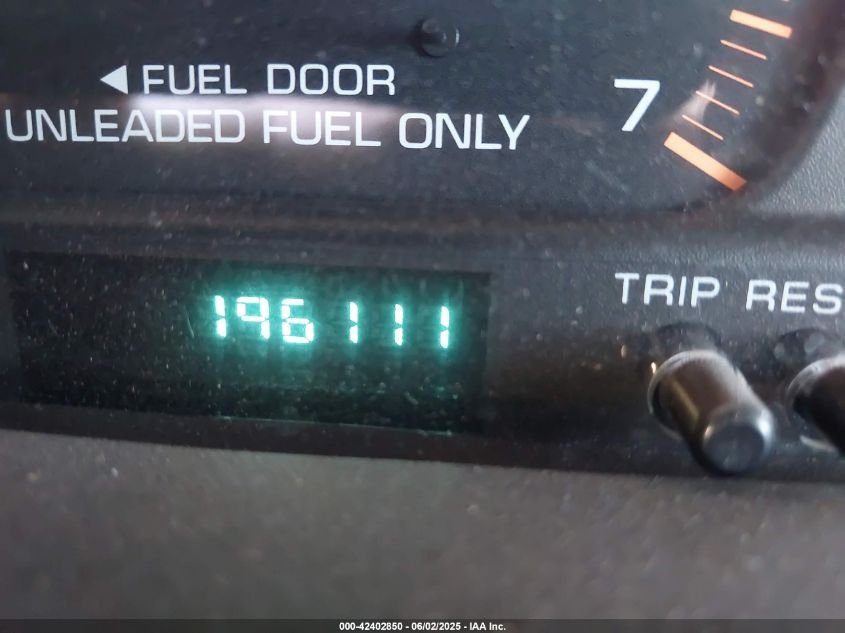 ◀ FUEL DOOR
UNLEADED FUEL ONLY
7
196111
TRIP RES
000-42402850 - 06/02/2025 - IAA Inc.